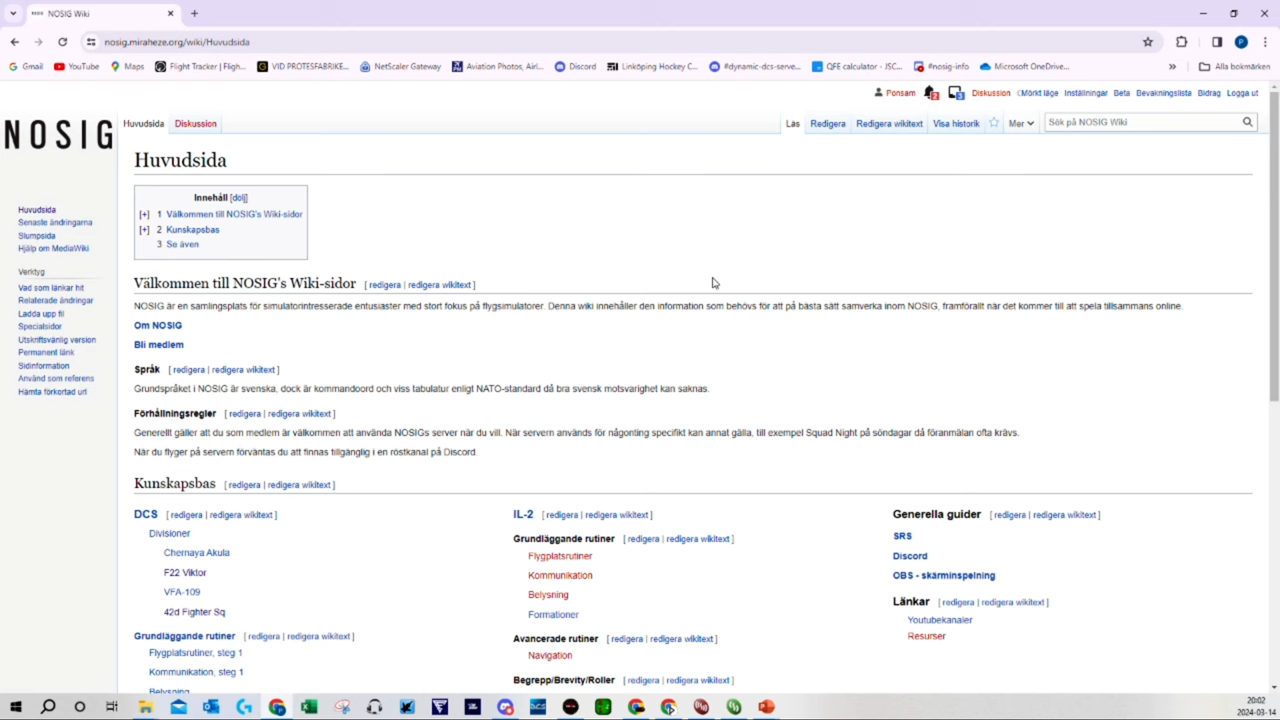 NOSIG Wiki
nosig.miraheze.org/wiki/Huvudsida
Gmail YouTube Maps Flight Tracker | Fligh... VID PROTESFABRIKE... NetScaler Gateway Aviation Photos, Airl... Discord Linköping Hockey C... #dynamic-dcs-serve... QFE calculator - JSC... #nosig-info Microsoft OneDrive... » Alla bokmärken
Ponsam 2 3 Diskussion Mörkt läge Inställningar Beta Bevakningslista Bidrag Logga ut
NOSIG
Huvudsida Diskussion Läs Redigera Redigera wikitext Visa historik Mer Sök på NOSIG Wiki
Huvudsida
Innehåll [dölj]
[+] 1 Välkommen till NOSIG's Wiki-sidor
[+] 2 Kunskapsbas
3 Se även
Huvudsida
Senaste ändringarna
Slumpsida
Hjälp om MediaWiki
Verktyg
Vad som länkar hit
Relaterade ändringar
Ladda upp fil
Specialsidor
Utskriftsvänlig version
Permanent länk
Sidinformation
Använd som referens
Hämta förkortad url
Välkommen till NOSIG's Wiki-sidor [ redigera | redigera wikitext ]
NOSIG är en samlingsplats för simulatorintresserade entusiaster med stort fokus på flygsimulatorer. Denna wiki innehåller den information som behövs för att på bästa sätt samverka inom NOSIG, framförallt när det kommer till att spela tillsammans online.
Om NOSIG
Bli medlem
Språk [ redigera | redigera wikitext ]
Grundspråket i NOSIG är svenska, dock är kommandoord och viss tabulatur enligt NATO-standard då bra svensk motsvarighet kan saknas.
Förhållningsregler [ redigera | redigera wikitext ]
Generellt gäller att du som medlem är välkommen att använda NOSIGs server när du vill. När servern används för någonting specifikt kan annat gälla, till exempel Squad Night på söndagar då föranmälan ofta krävs.
När du flyger på servern förväntas du att finnas tillgänglig i en röstkanal på Discord.
Kunskapsbas [ redigera | redigera wikitext ]
DCS [ redigera | redigera wikitext ]
Divisioner
Chernaya Akula
F22 Viktor
VFA-109
42d Fighter Sq
Grundläggande rutiner [ redigera | redigera wikitext ]
Flygplatsrutiner, steg 1
Kommunikation, steg 1
Belysning
IL-2 [ redigera | redigera wikitext ]
Grundläggande rutiner [ redigera | redigera wikitext ]
Flygplatsrutiner
Kommunikation
Belysning
Formationer
Avancerade rutiner [ redigera | redigera wikitext ]
Navigation
Begrepp/Brevity/Roller [ redigera | redigera wikitext ]
Generella guider [ redigera | redigera wikitext ]
SRS
Discord
OBS - skärminspelning
Länkar [ redigera | redigera wikitext ]
Youtubekanaler
Resurser
20:02
2024-03-14